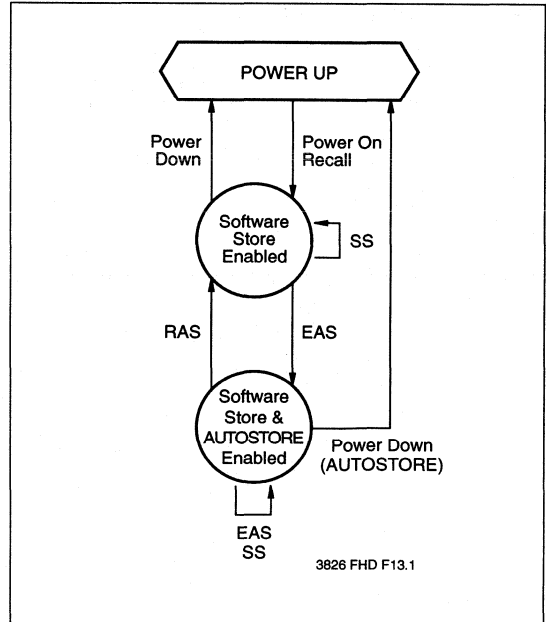 POWER UP
Power
Down
Power On
Recall
Software
Store
Enabled
SS
RAS
EAS
Software
Store &
AUTOSTORE
Enabled
Power Down
(AUTOSTORE)
EAS
SS
3826 FHD F13.1